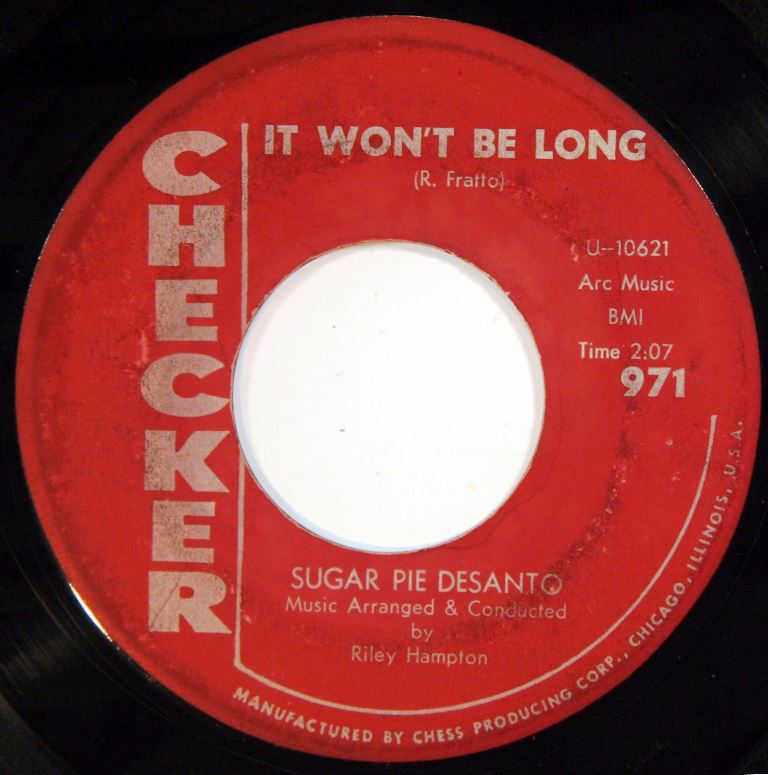 CHECKER
IT WON'T BE LONG
(R. Fratto)
U-10621
Arc Music
BMI
Time 2:07
971
SUGAR PIE DESANTO
Music Arranged & Conducted
by
Riley Hampton
MANUFACTURED BY CHESS PRODUCING CORP., CHICAGO, ILLINOIS, U.S.A.